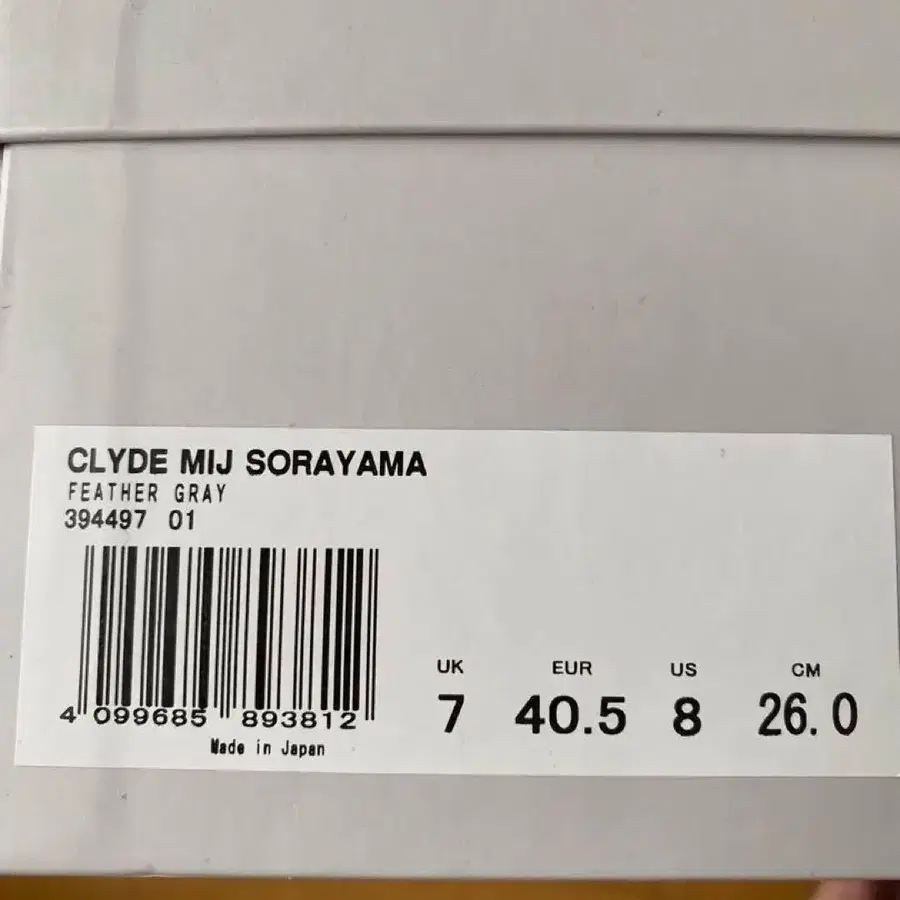 CLYDE MIJ SORAYAMA
FEATHER GRAY
394497 01
4 099685 893812
Made in Japan
UK EUR US CM
7 40.5 8 26.0